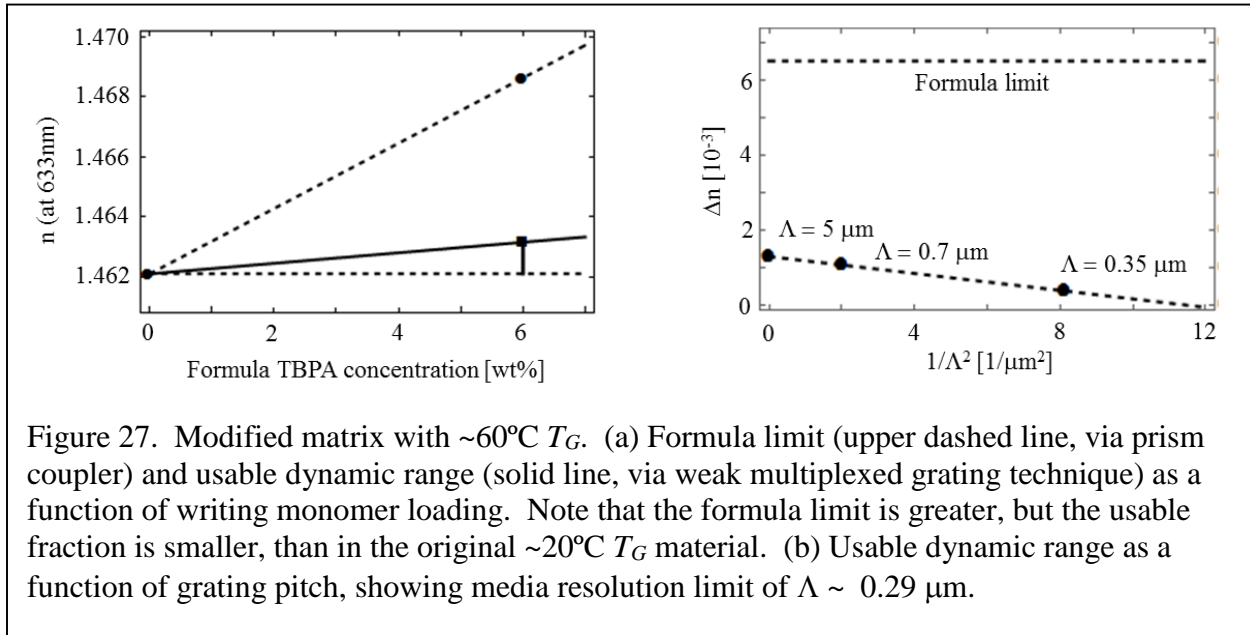 1.470
1.468
1.466
1.464
1.462
n (at 633nm)
0 2 4 6
Formula TBPA concentration [wt%]
6
4
2
0
Δn [10⁻³]
Formula limit
Λ = 5 μm
Λ = 0.7 μm
Λ = 0.35 μm
0 4 8 12
1/Λ² [1/μm²]
Figure 27. Modified matrix with ~60ºC T_G. (a) Formula limit (upper dashed line, via prism
coupler) and usable dynamic range (solid line, via weak multiplexed grating technique) as a
function of writing monomer loading. Note that the formula limit is greater, but the usable
fraction is smaller, than in the original ~20ºC T_G material. (b) Usable dynamic range as a
function of grating pitch, showing media resolution limit of Λ ~ 0.29 μm.